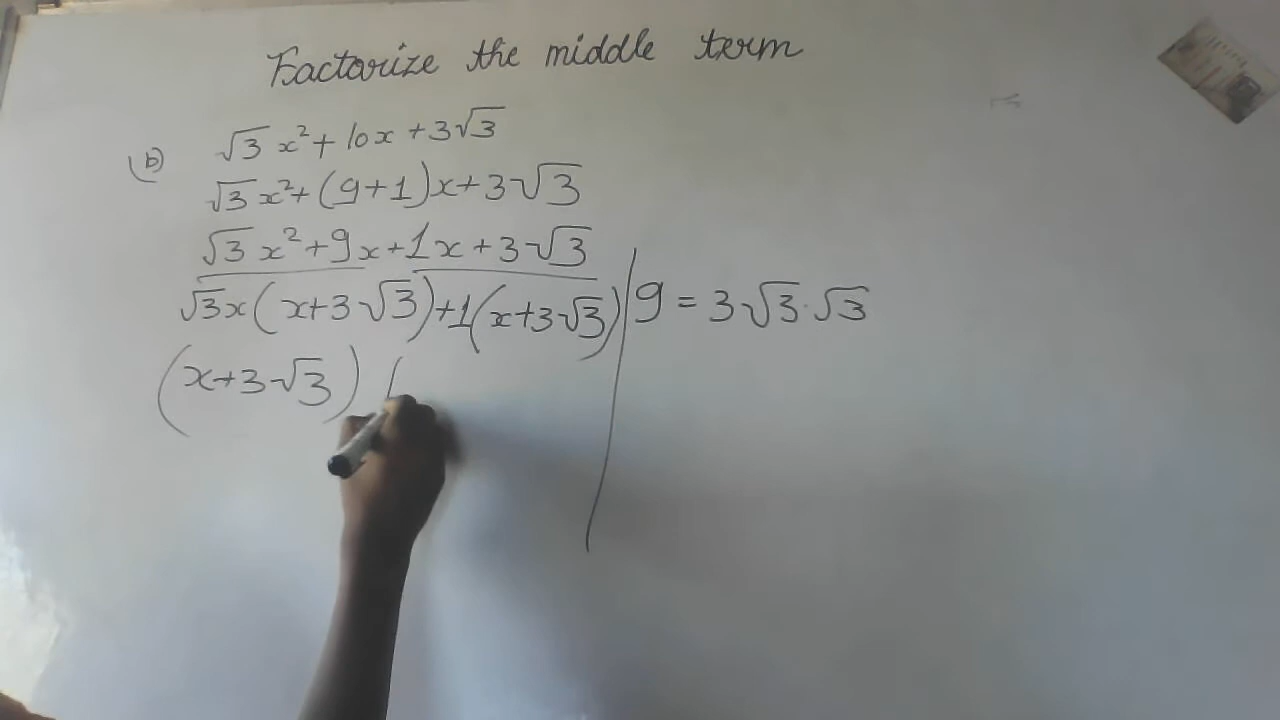 Factorize the middle term
(b) √3 x² + 10x + 3√3
√3 x² + (9+1)x + 3√3
√3 x² + 9x + 1x + 3√3
√3x(x+3√3) + 1(x+3√3) | 9 = 3√3·√3
(x+3√3) (